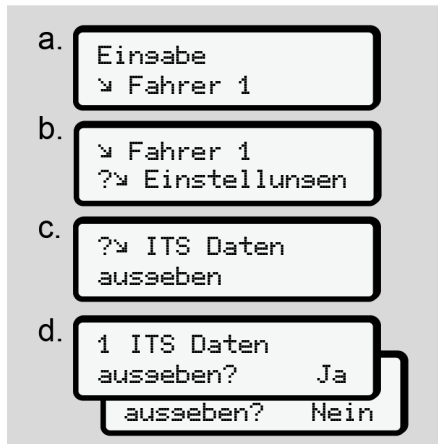 a.
Eingabe
↘ Fahrer 1
b.
↘ Fahrer 1
?↘ Einstellungen
c.
?↘ ITS Daten
ausgeben
d.
1 ITS Daten
ausgeben? Ja
ausgeben? Nein